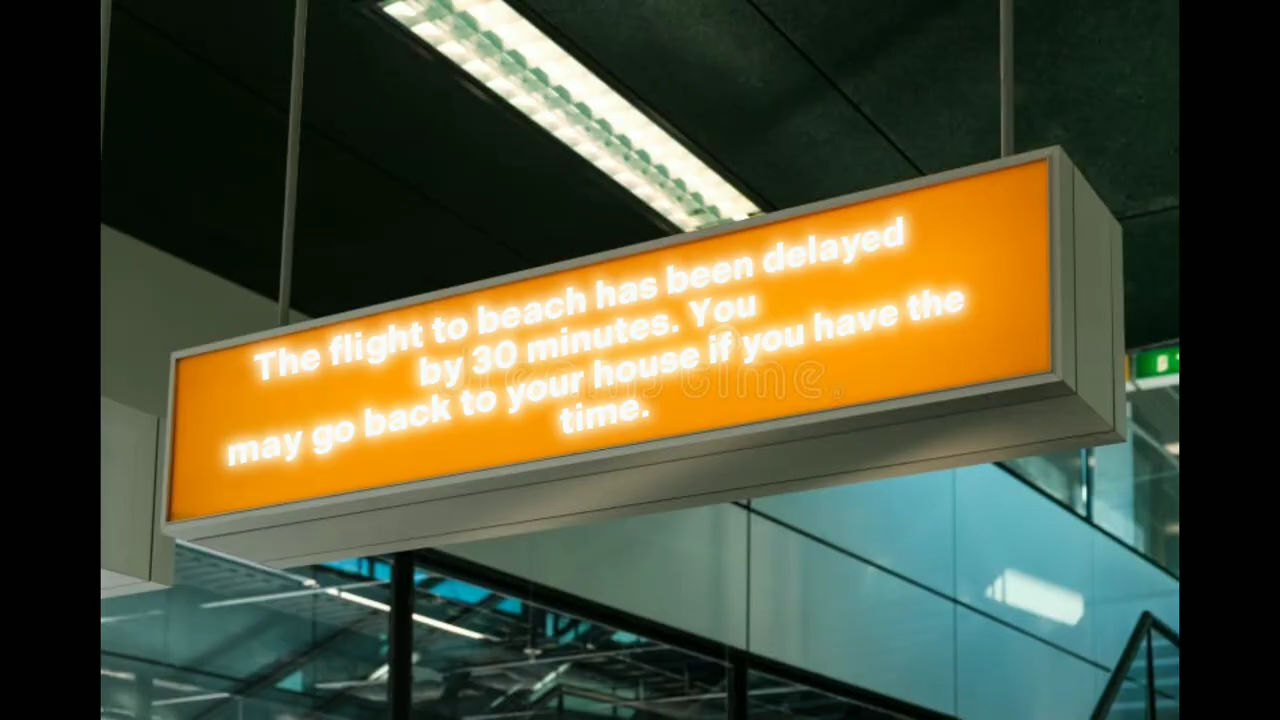 The flight to beach has been delayed
by 30 minutes. You
may go back to your house if you have the
time.
dreamstime.